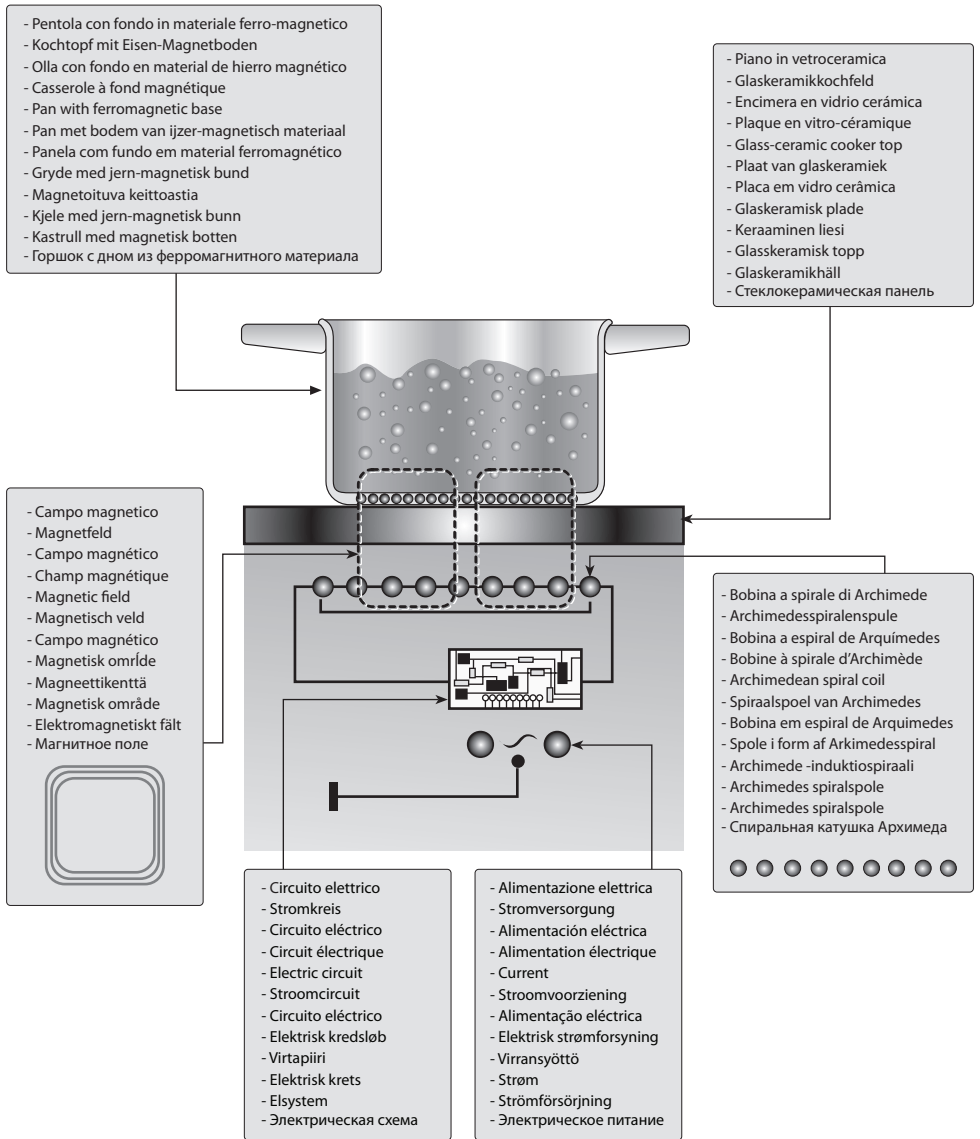 - Pentola con fondo in materiale ferro-magnetico
- Kochtopf mit Eisen-Magnetboden
- Olla con fondo en material de hierro magnético
- Casserole à fond magnétique
- Pan with ferromagnetic base
- Pan met bodem van ijzer-magnetisch materiaal
- Panela com fundo em material ferromagnético
- Gryde med jern-magnetisk bund
- Magnetoituva keittoastia
- Kjele med jern-magnetisk bunn
- Kastrull med magnetisk botten
- Горшок с дном из ферромагнитного материала
- Piano in vetroceramica
- Glaskeramikkochfeld
- Encimera en vidrio cerámica
- Plaque en vitro-céramique
- Glass-ceramic cooker top
- Plaat van glaskeramiek
- Placa em vidro cerâmica
- Glaskeramisk plade
- Keraaminen liesi
- Glasskeramisk topp
- Glaskeramikhäll
- Стеклокерамическая панель
- Campo magnetico
- Magnetfeld
- Campo magnético
- Champ magnétique
- Magnetic field
- Magnetisch veld
- Campo magnético
- Magnetisk omrÍde
- Magneettikenttä
- Magnetisk område
- Elektromagnetiskt fält
- Магнитное поле
- Bobina a spirale di Archimede
- Archimedesspiralenspule
- Bobina a espiral de Arquímedes
- Bobine à spirale d'Archimède
- Archimedean spiral coil
- Spiraalspoel van Archimedes
- Bobina em espiral de Arquimedes
- Spole i form af Arkimedesspiral
- Archimede -induktiospiraali
- Archimedes spiralspole
- Archimedes spiralspole
- Спиральная катушка Архимеда
- Circuito elettrico
- Stromkreis
- Circuito eléctrico
- Circuit électrique
- Electric circuit
- Stroomcircuit
- Circuito eléctrico
- Elektrisk kredsløb
- Virtapiiri
- Elektrisk krets
- Elsystem
- Электрическая схема
- Alimentazione elettrica
- Stromversorgung
- Alimentación eléctrica
- Alimentation électrique
- Current
- Stroomvoorziening
- Alimentação eléctrica
- Elektrisk strømforsyning
- Virransyöttö
- Strøm
- Strömförsörjning
- Электрическое питание